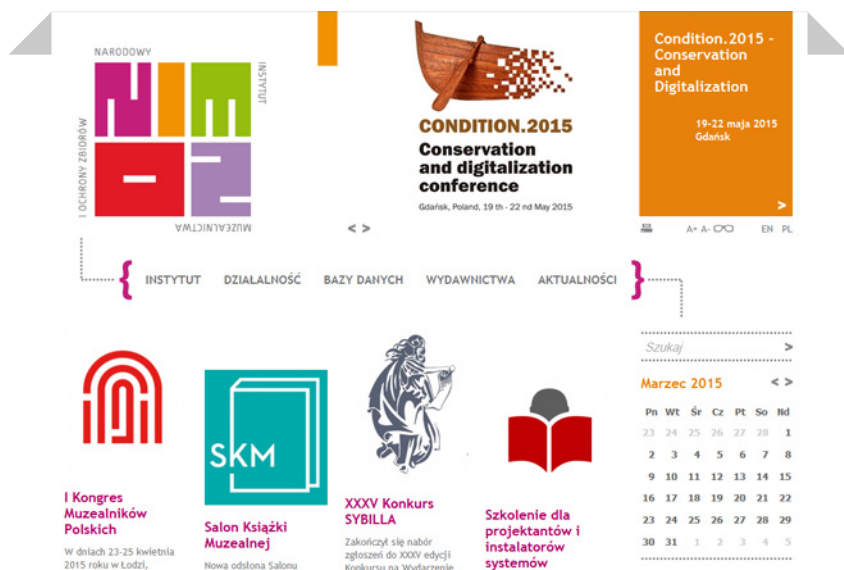 NARODOWY
INSTYTUT
MUZEALNICTWA
I OCHRONY ZBIORÓW
NIMOZ
CONDITION.2015
Conservation
and digitalization
conference
Gdańsk, Poland, 19 th - 22 nd May 2015
< >
Condition.2015 -
Conservation
and
Digitalization
19-22 maja 2015
Gdańsk
>
A+ A- EN PL
{ INSTYTUT DZIAŁALNOŚĆ BAZY DANYCH WYDAWNICTWA AKTUALNOŚCI }
SKM
I Kongres
Muzealników
Polskich
W dniach 23-25 kwietnia
2015 roku w Łodzi,
Salon Książki
Muzealnej
Nowa odsłona Salonu
XXXV Konkurs
SYBILLA
Zakończył się nabór
zgłoszeń do XXXV edycji
Konkursu na Wydarzenie
Szkolenie dla
projektantów i
instalatorów
systemów
Szukaj >
Marzec 2015 < >
Pn Wt Śr Cz Pt So Nd
23 24 25 26 27 28 1
2 3 4 5 6 7 8
9 10 11 12 13 14 15
16 17 18 19 20 21 22
23 24 25 26 27 28 29
30 31 1 2 3 4 5